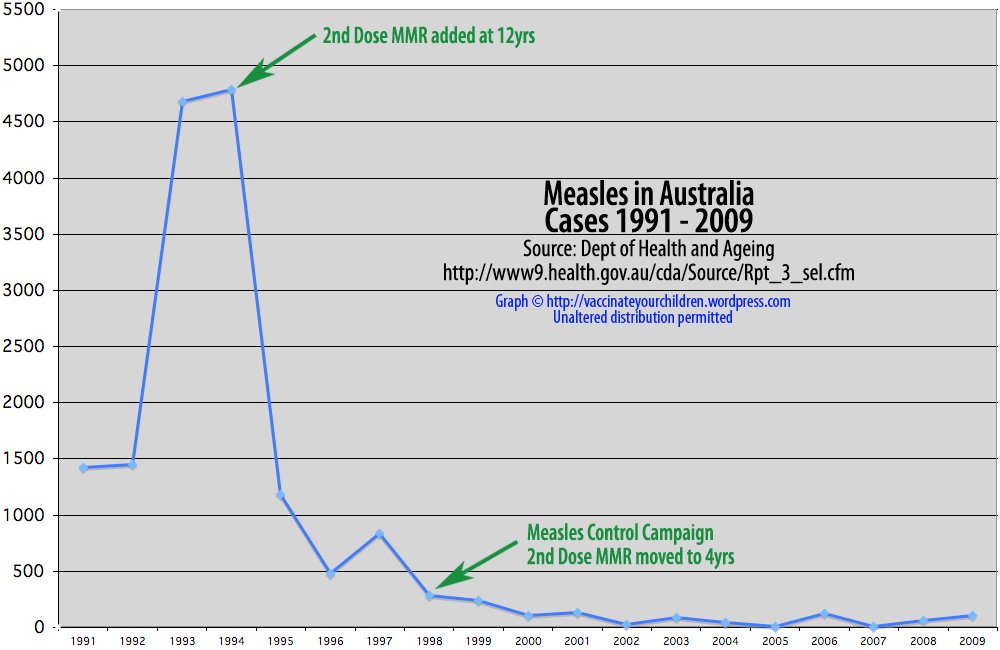 5500
2nd Dose MMR added at 12yrs
5000
4500
4000
Measles in Australia
Cases 1991 - 2009
3500
Source: Dept of Health and Ageing
http://www9.health.gov.au/cda/Source/Rpt_3_sel.cfm
3000
Graph © http://vaccinateyourchildren.wordpress.com
Unaltered distribution permitted
2500
2000
1500
1000
Measles Control Campaign
2nd Dose MMR moved to 4yrs
500
0
1991 1992 1993 1994 1995 1996 1997 1998 1999 2000 2001 2002 2003 2004 2005 2006 2007 2008 2009